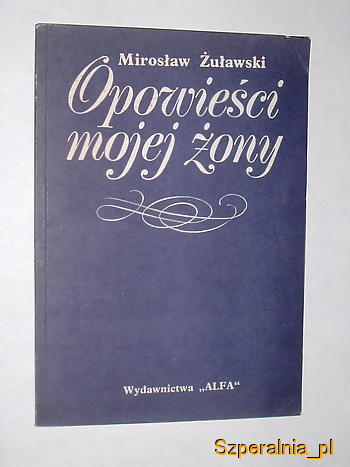 Mirosław Żuławski
Opowieści
mojej żony
Wydawnictwa „ALFA“
Szperalnia_pl